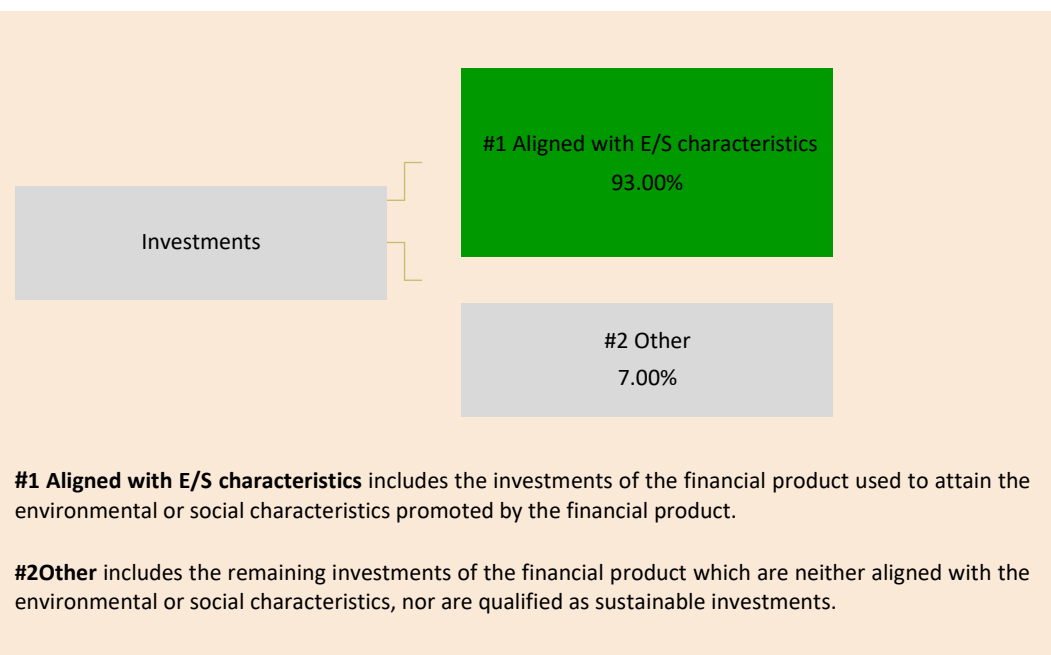 #1 Aligned with E/S characteristics
93.00%
Investments
#2 Other
7.00%
#1 Aligned with E/S characteristics includes the investments of the financial product used to attain the
environmental or social characteristics promoted by the financial product.
#2Other includes the remaining investments of the financial product which are neither aligned with the
environmental or social characteristics, nor are qualified as sustainable investments.